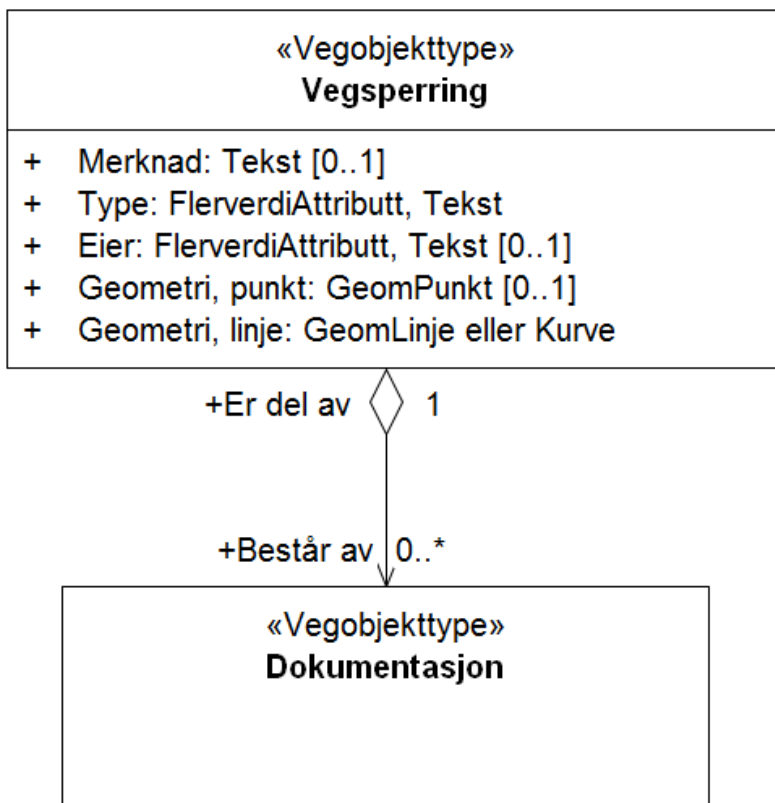 «Vegobjekttype»
Vegsperring
+ Merknad: Tekst [0..1]
+ Type: FlerverdiAttributt, Tekst
+ Eier: FlerverdiAttributt, Tekst [0..1]
+ Geometri, punkt: GeomPunkt [0..1]
+ Geometri, linje: GeomLinje eller Kurve
+Er del av 1
+Består av 0..*
«Vegobjekttype»
Dokumentasjon